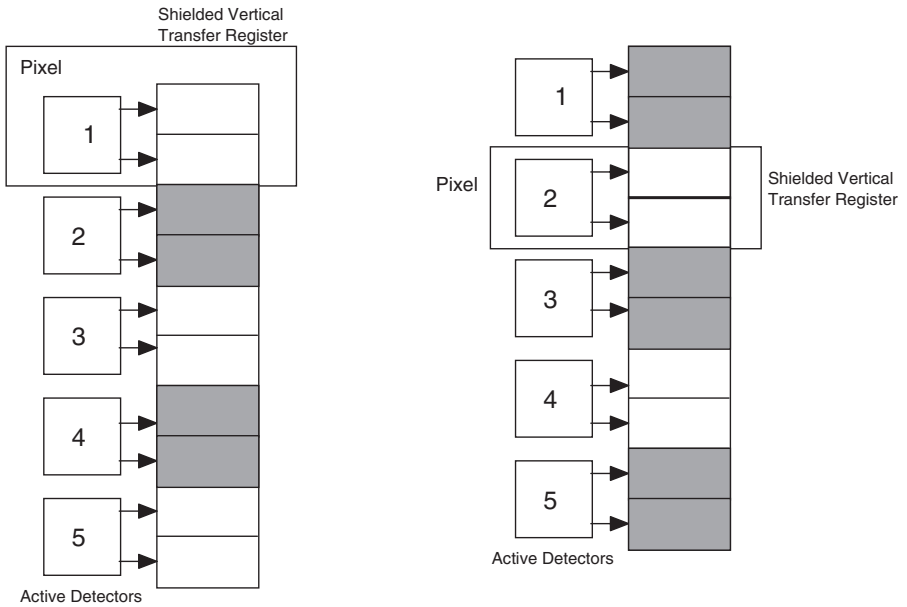 Shielded Vertical
Transfer Register
Pixel
1
2
3
4
5
Active Detectors
1
Pixel
2
Shielded Vertical
Transfer Register
3
4
5
Active Detectors